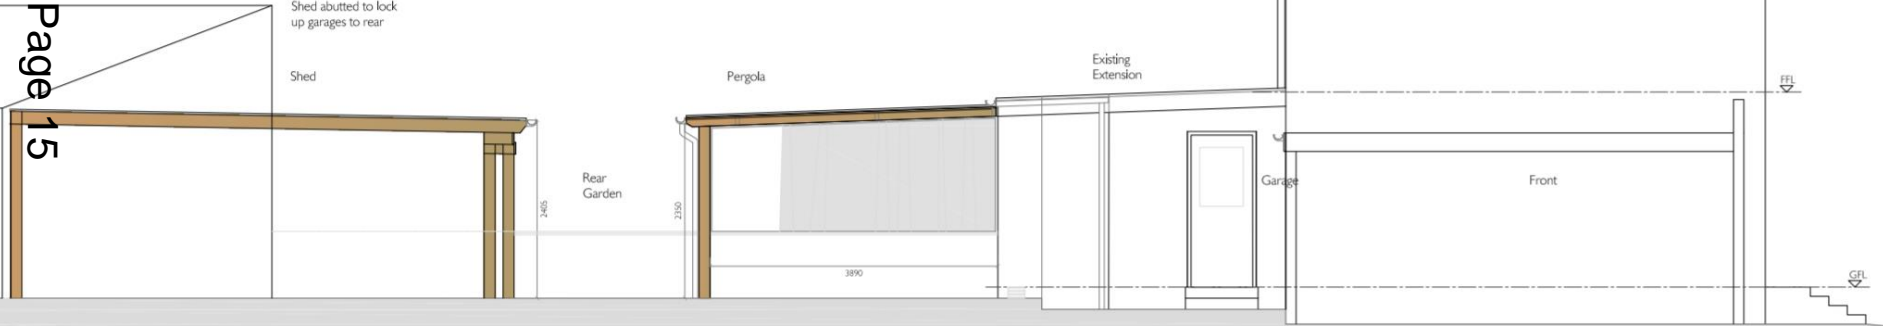 Page 15
Shed abutted to lock
up garages to rear
Shed
Pergola
Existing
Extension
FFL
Rear
Garden
2405
2350
Garage
Front
3890
GFL